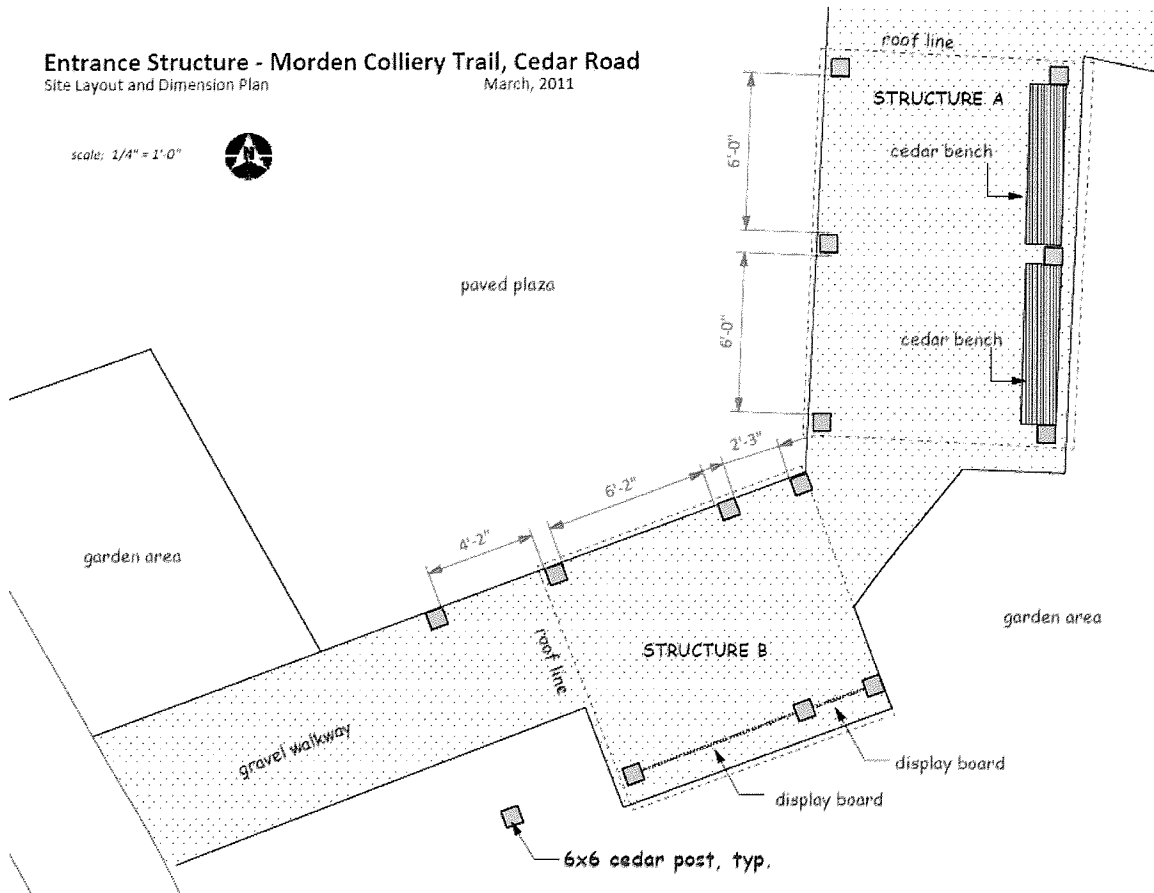 Entrance Structure - Morden Colliery Trail, Cedar Road
Site Layout and Dimension Plan
March, 2011
scale; 1/4" = 1'-0"
N
roof line
STRUCTURE A
cedar bench
6'-0"
paved plaza
6'-0"
cedar bench
2'-3"
6'-2"
4'-2"
garden area
garden area
STRUCTURE B
roof line
gravel walkway
display board
display board
6x6 cedar post, typ.